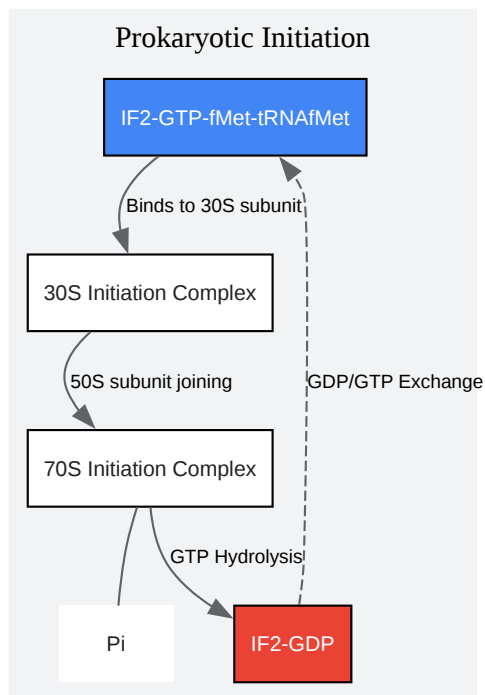 Prokaryotic Initiation
IF2-GTP-fMet-tRNAfMet
Binds to 30S subunit
30S Initiation Complex
50S subunit joining
GDP/GTP Exchange
70S Initiation Complex
GTP Hydrolysis
Pi
IF2-GDP